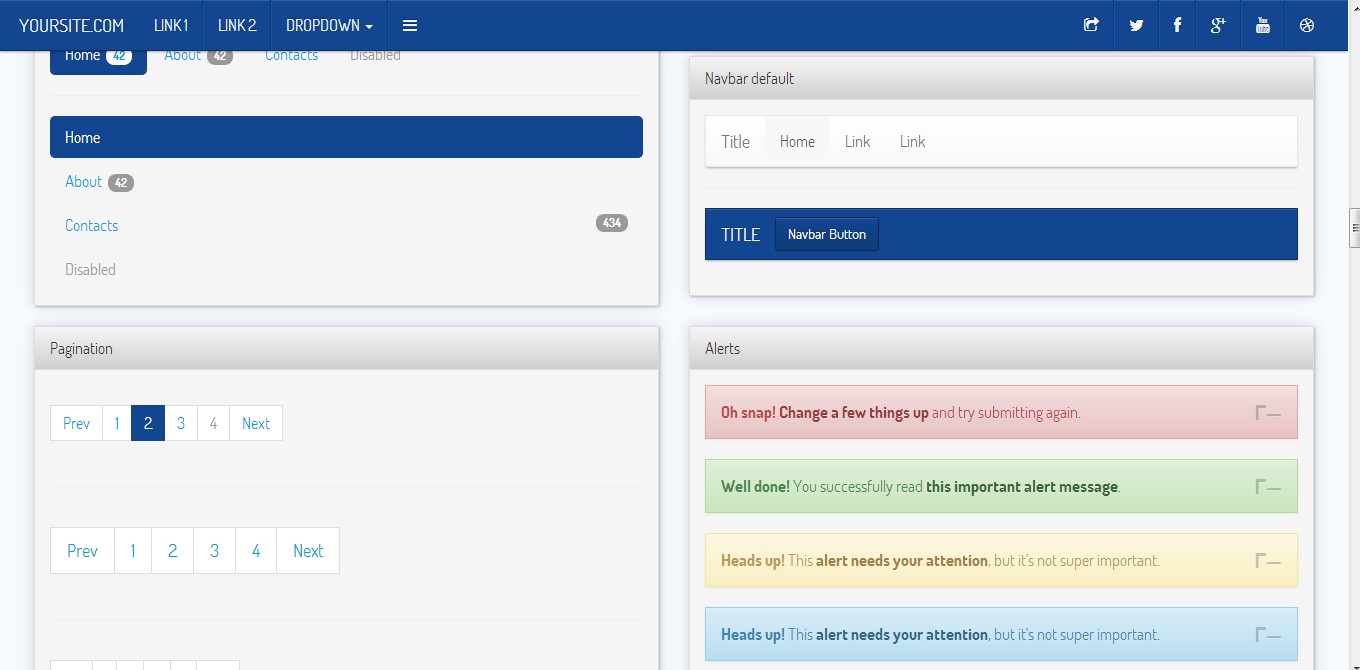 YOURSITE.COM LINK 1 LINK 2 DROPDOWN
Home 42 About 42 Contacts Disabled
Home
About 42
Contacts 434
Disabled
Navbar default
Title Home Link Link
TITLE Navbar Button
Pagination
Prev 1 2 3 4 Next
Prev 1 2 3 4 Next
Alerts
Oh snap! Change a few things up and try submitting again. Γ—
Well done! You successfully read this important alert message. Γ—
Heads up! This alert needs your attention, but it's not super important. Γ—
Heads up! This alert needs your attention, but it's not super important. Γ—